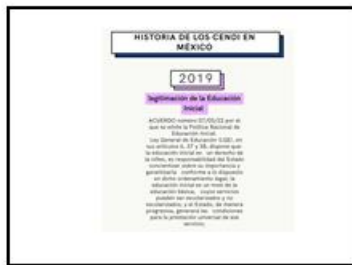 HISTORIA DE LOS CENDI EN
MÉXICO
2019
legitimación de la Educación
Inicial
ACUERDO número 07/03/22 por el
que se emite la Política Nacional de
Educación Inicial.
Ley General de Educación (LGE), en
sus artículos 6, 37 y 38, dispone que
la educación inicial en un derecho de
la niñez, es responsabilidad del Estado
concientizar sobre su importancia y
garantizarla conforme a lo dispuesto
en dicho ordenamiento legal; la
educación inicial es un nivel de la
educación básica, cuyos servicios
pueden ser escolarizados y no
escolarizados; y el Estado, de manera
progresiva, generará las condiciones
para la prestación universal de ese
servicio;